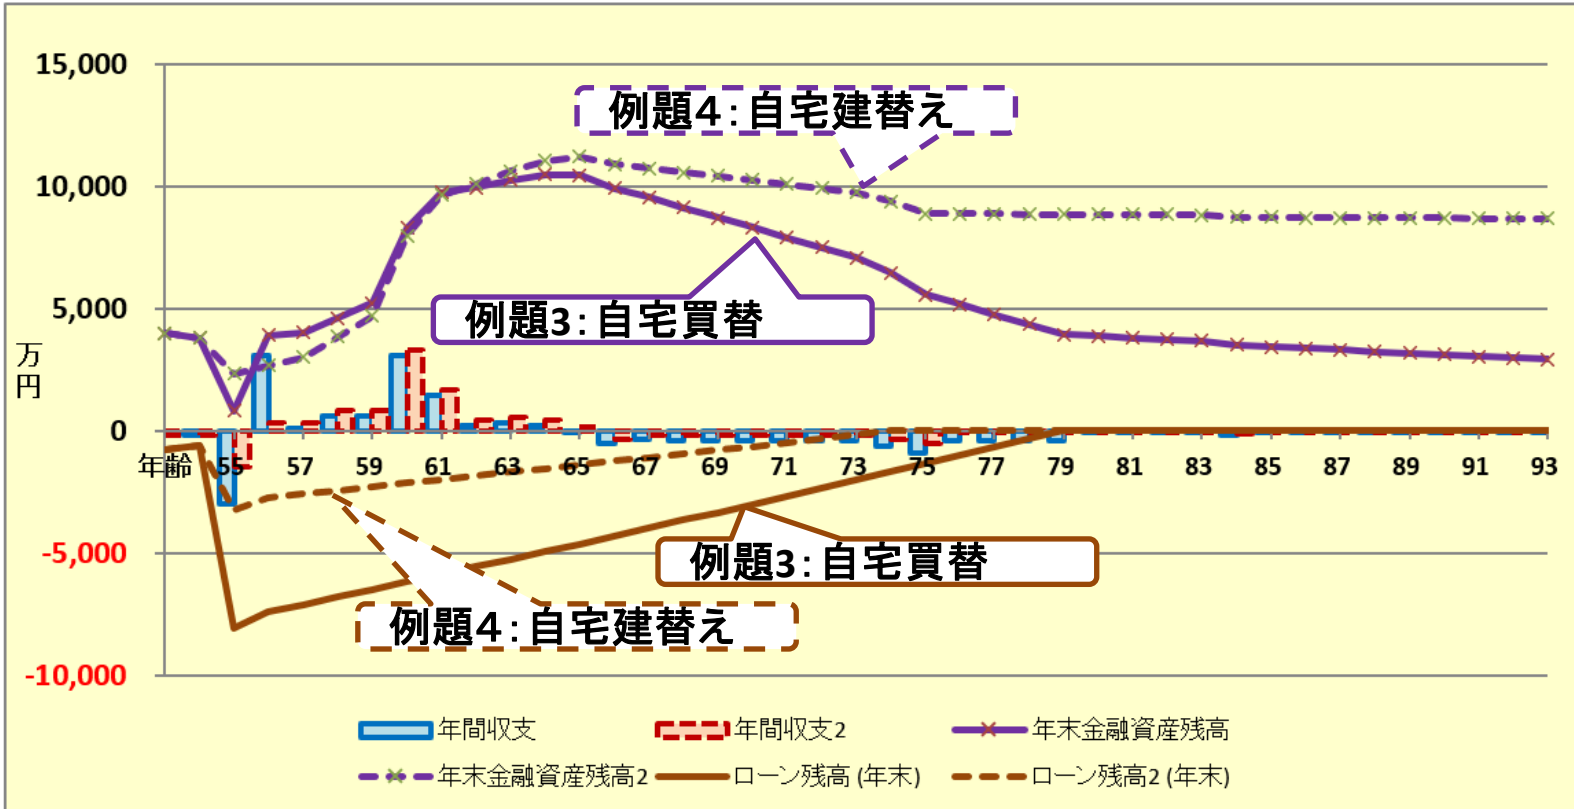 15,000
例題４：自宅建替え
10,000
5,000
例題3：自宅買替
万円
0
年齢 55 57 59 61 63 65 67 69 71 73 75 77 79 81 83 85 87 89 91 93
-5,000
例題3：自宅買替
例題４：自宅建替え
-10,000
年間収支 年間収支2 年末金融資産残高
年末金融資産残高2 ローン残高 (年末) ローン残高2 (年末)